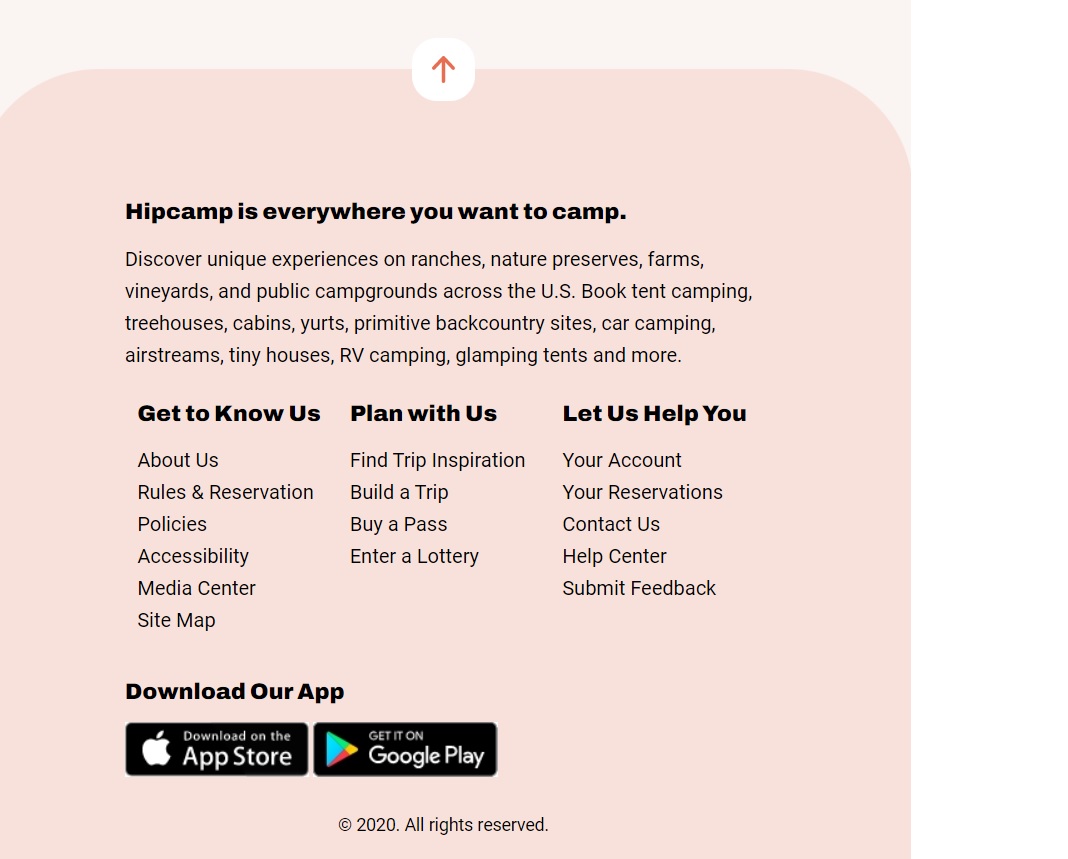 Hipcamp is everywhere you want to camp.
Discover unique experiences on ranches, nature preserves, farms,
vineyards, and public campgrounds across the U.S. Book tent camping,
treehouses, cabins, yurts, primitive backcountry sites, car camping,
airstreams, tiny houses, RV camping, glamping tents and more.
Get to Know Us
About Us
Rules & Reservation
Policies
Accessibility
Media Center
Site Map
Plan with Us
Find Trip Inspiration
Build a Trip
Buy a Pass
Enter a Lottery
Let Us Help You
Your Account
Your Reservations
Contact Us
Help Center
Submit Feedback
Download Our App
Download on the
App Store
GET IT ON
Google Play
© 2020. All rights reserved.